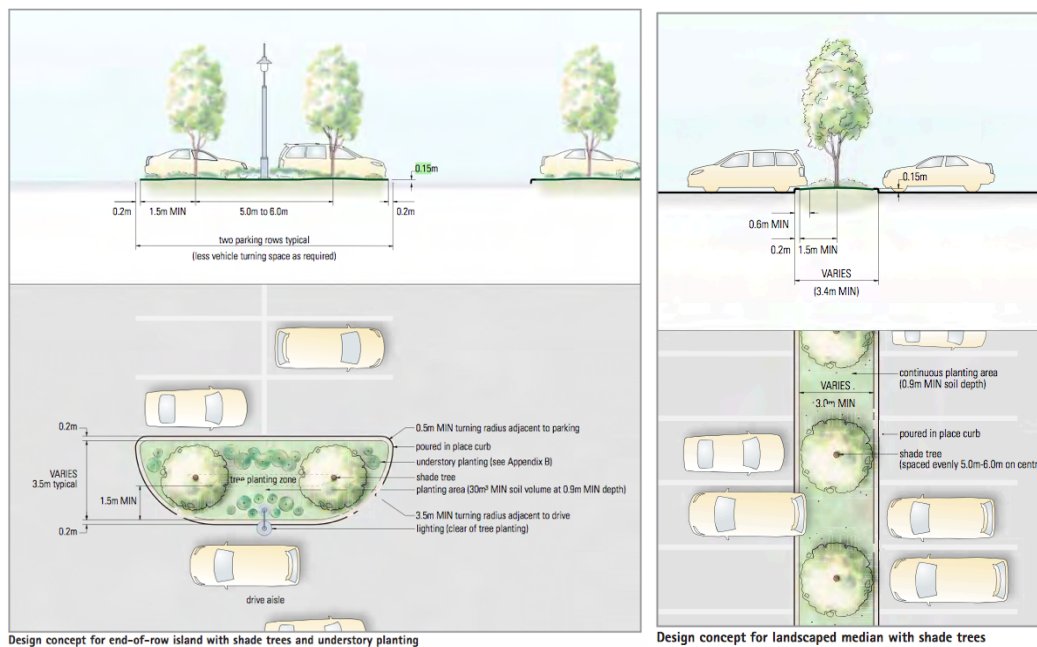 0.15m
0.2m
1.5m MIN
5.0m to 6.0m
0.2m
two parking rows typical
(less vehicle turning space as required)
0.2m
VARIES
3.5m typical
1.5m MIN
0.2m
tree planting zone
0.5m MIN turning radius adjacent to parking
poured in place curb
understory planting (see Appendix B)
shade tree
planting area (30m³ MIN soil volume at 0.9m MIN depth)
3.5m MIN turning radius adjacent to drive
lighting (clear of tree planting)
drive aisle
Design concept for end-of-row island with shade trees and understory planting
0.15m
0.6m MIN
0.2m
1.5m MIN
VARIES
(3.4m MIN)
continuous planting area
(0.9m MIN soil depth)
VARIES
3.0m MIN
poured in place curb
shade tree
(spaced evenly 5.0m-6.0m on centr
Design concept for landscaped median with shade trees